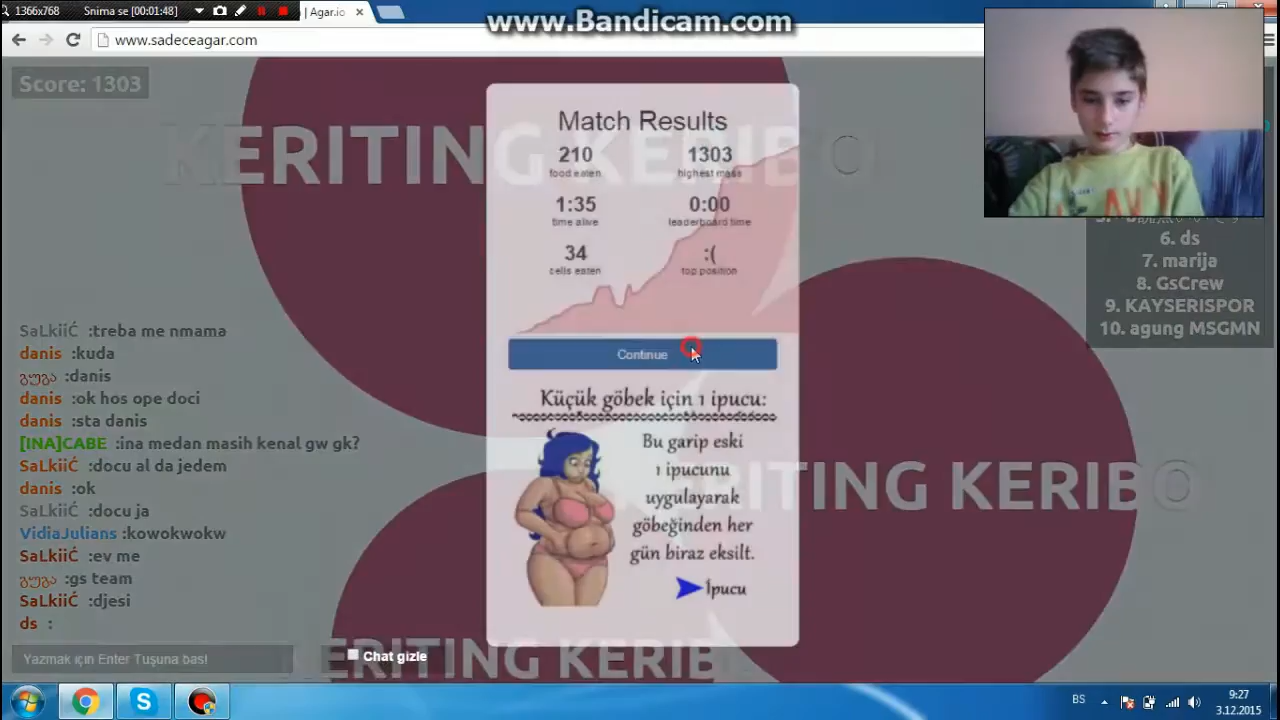 1366x768
Snima se [00:01:48]
| Agar.io
www.Bandicam.com
www.sadeceagar.com
Score: 1303
KERITING KERIBO
Match Results
210
1303
food eaten
highest mass
1:35
0:00
time alive
leaderboard time
34
:(
cells eaten
top position
Continue
6. ds
7. marija
8. GsCrew
9. KAYSERISPOR
10. agung MSGMN
SaLkiiĆ :treba me nmama
danis :kuda
გუგა :danis
danis :ok hos ope doci
danis :sta danis
[INA]CABE :ina medan masih kenal gw gk?
SaLkiiĆ :docu al da jedem
danis :ok
SaLkiiĆ :docu ja
VidiaJulians :kowokwokw
SaLkiiĆ :ev me
გუგა :gs team
SaLkiiĆ :djesi
ds :
Küçük göbek için 1 ipucu:
Bu garip eski
1 ipucunu
uygulayarak
göbeğinden her
gün biraz eksilt.
İpucu
RITING KERIBO
ERITING KERIB
Yazmak için Enter Tuşuna bas!
Chat gizle
BS
9:27
3.12.2015